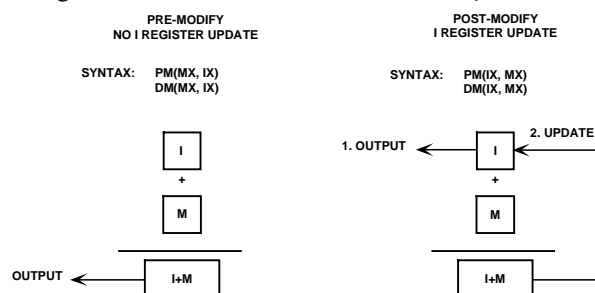 PRE-MODIFY
NO I REGISTER UPDATE
SYNTAX: PM(MX, IX)
DM(MX, IX)
I
+
M
OUTPUT
I+M
POST-MODIFY
I REGISTER UPDATE
SYNTAX: PM(IX, MX)
DM(IX, MX)
1. OUTPUT
I
2. UPDATE
+
M
I+M